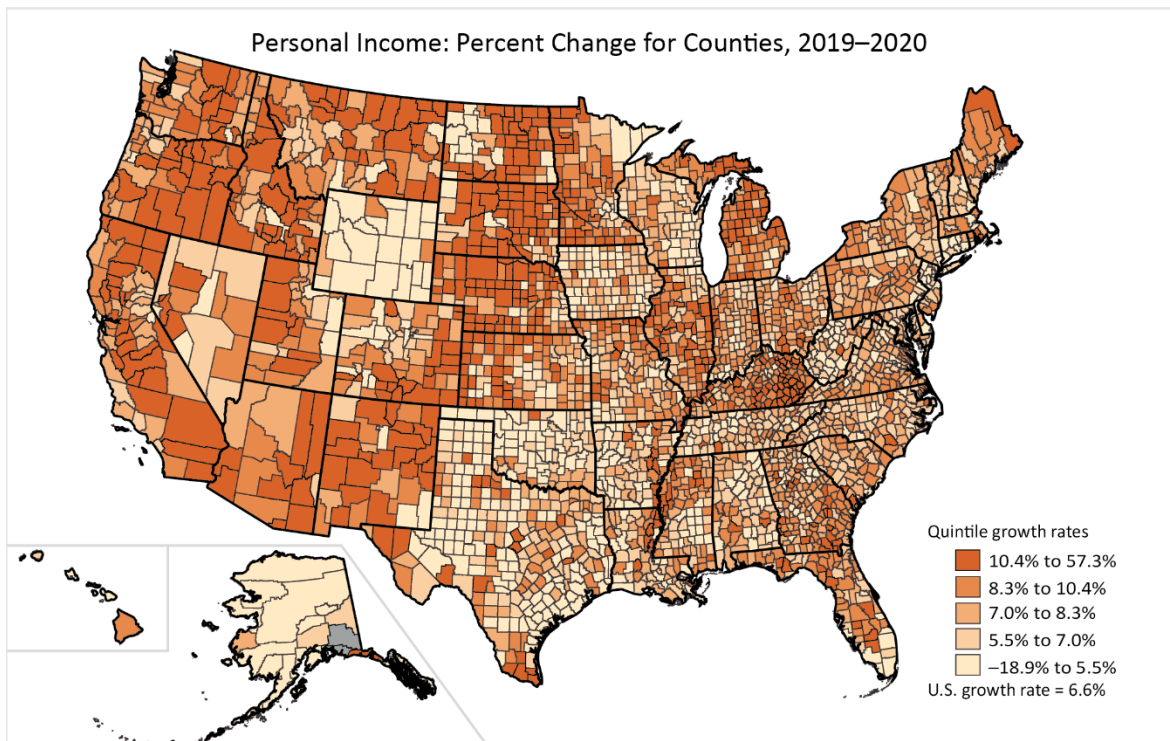 Personal Income: Percent Change for Counties, 2019–2020
Quintile growth rates
10.4% to 57.3%
8.3% to 10.4%
7.0% to 8.3%
5.5% to 7.0%
–18.9% to 5.5%
U.S. growth rate = 6.6%